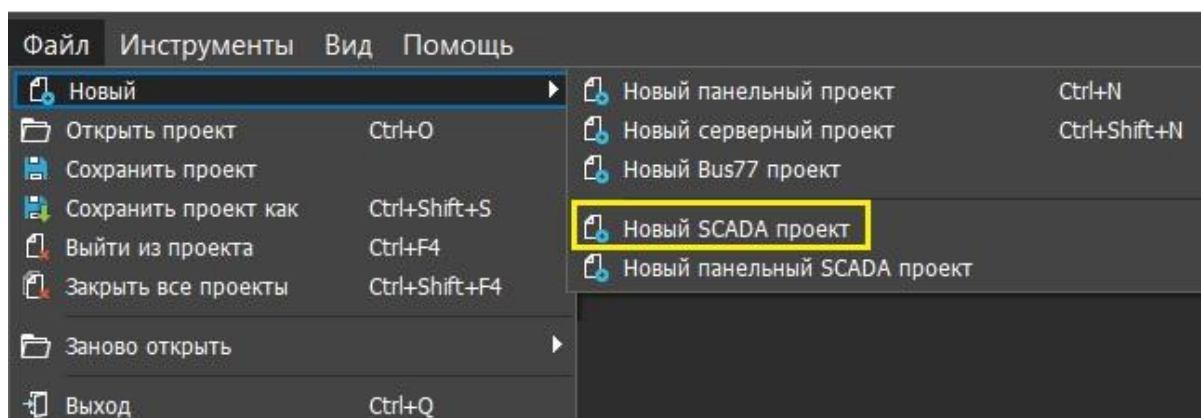 Файл Инструменты Вид Помощь
Новый
Открыть проект Ctrl+O
Сохранить проект
Сохранить проект как Ctrl+Shift+S
Выйти из проекта Ctrl+F4
Закрыть все проекты Ctrl+Shift+F4
Заново открыть
Выход Ctrl+Q
Новый панельный проект Ctrl+N
Новый серверный проект Ctrl+Shift+N
Новый Bus77 проект
Новый SCADA проект
Новый панельный SCADA проект